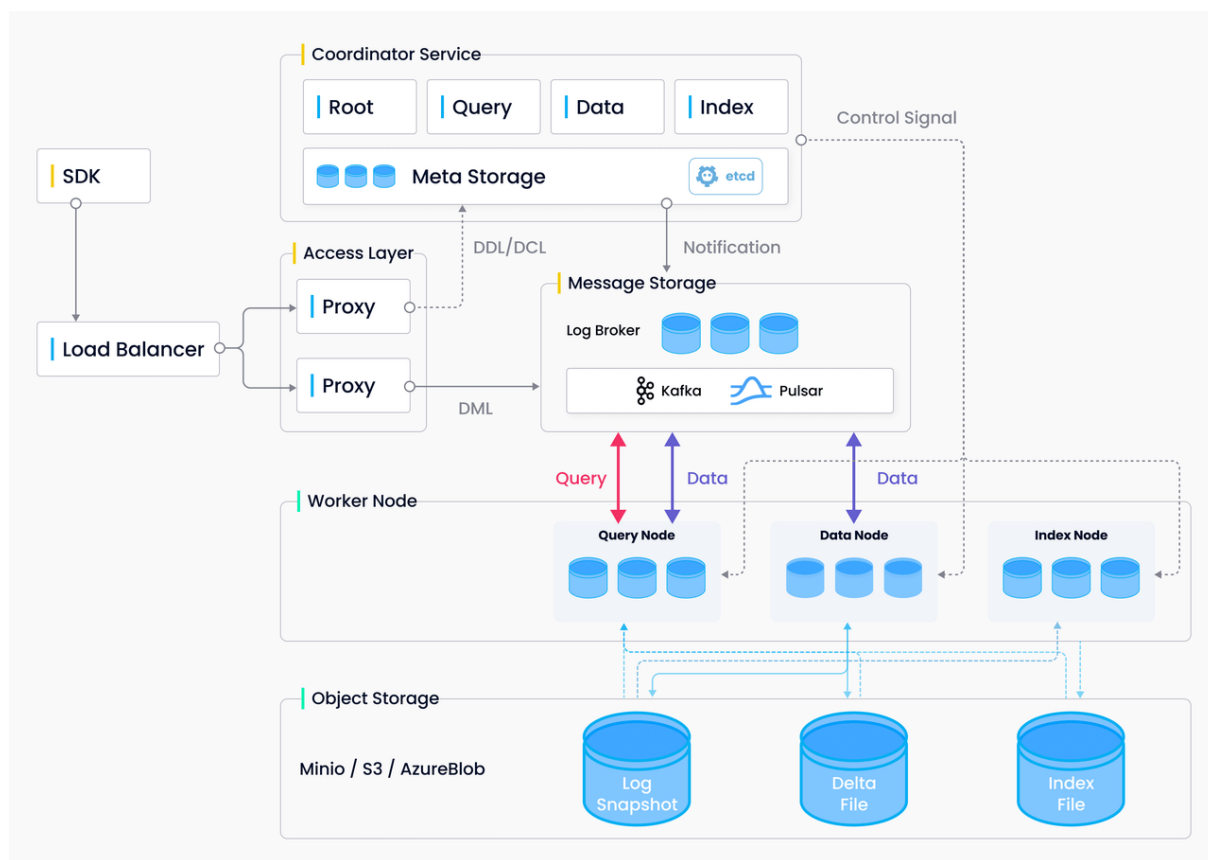 Coordinator Service
Root
Query
Data
Index
Control Signal
SDK
Meta Storage
etcd
DDL/DCL
Notification
Access Layer
Proxy
Message Storage
Log Broker
Load Balancer
Proxy
Kafka
Pulsar
DML
Query
Data
Data
Worker Node
Query Node
Data Node
Index Node
Object Storage
Minio / S3 / AzureBlob
Log
Snapshot
Delta
File
Index
File